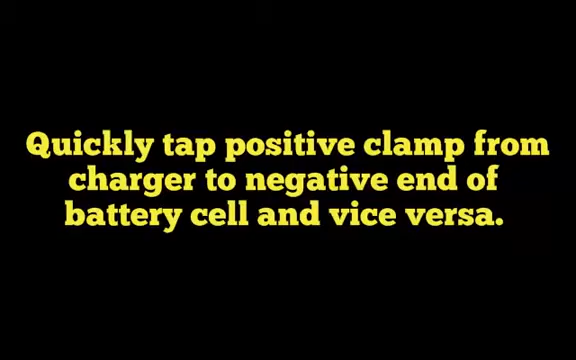 Quickly tap positive clamp from
charger to negative end of
battery cell and vice versa.